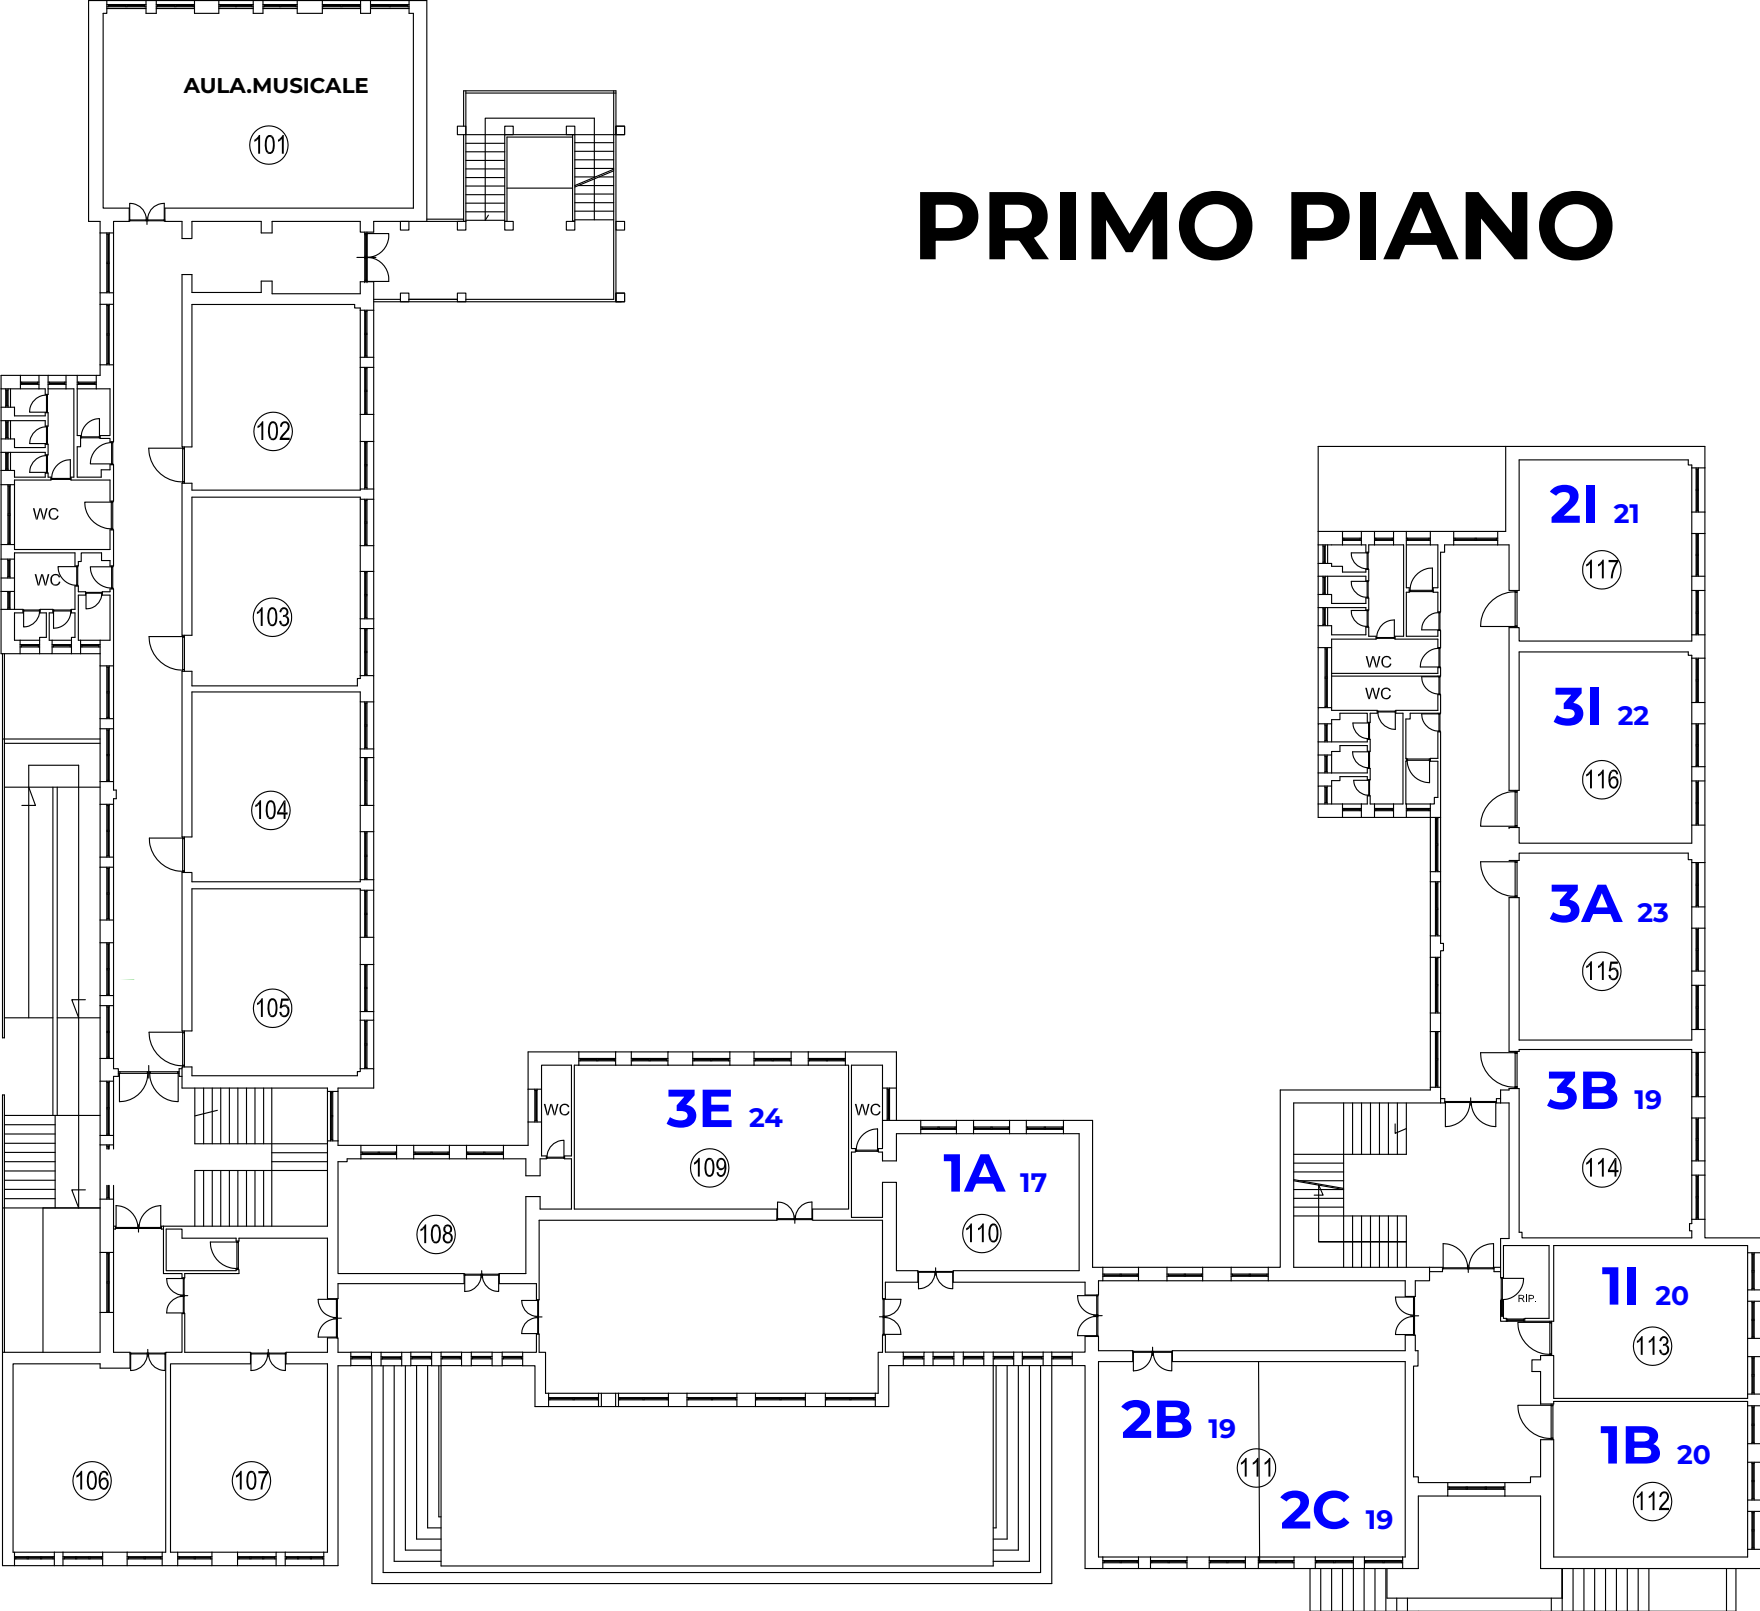 AULA.MUSICALE
101
PRIMO PIANO
102
WC
WC
103
104
105
2I 21
117
WC
WC
3I 22
116
3A 23
115
3B 19
114
WC
3E 24
109
WC
1A 17
110
108
1I 20
RIP.
113
106
107
2B 19
111
2C 19
1B 20
112